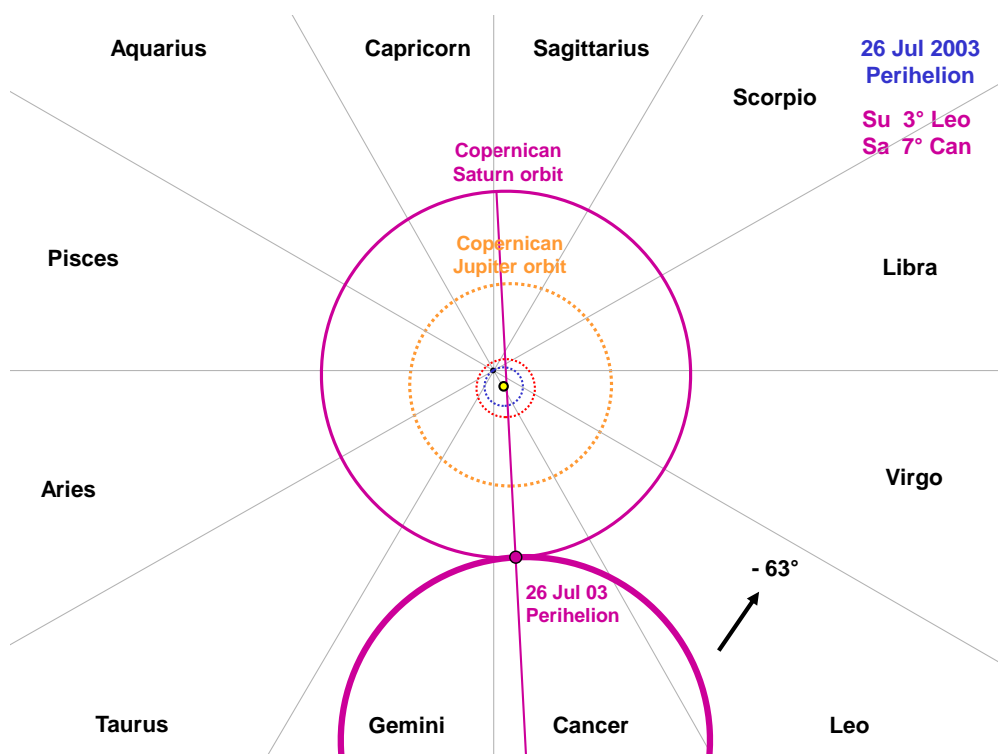 Aquarius
Capricorn
Sagittarius
26 Jul 2003
Perihelion
Scorpio
Su 3° Leo
Sa 7° Can
Copernican
Saturn orbit
Pisces
Copernican
Jupiter orbit
Libra
Aries
Virgo
- 63°
26 Jul 03
Perihelion
Taurus
Gemini
Cancer
Leo